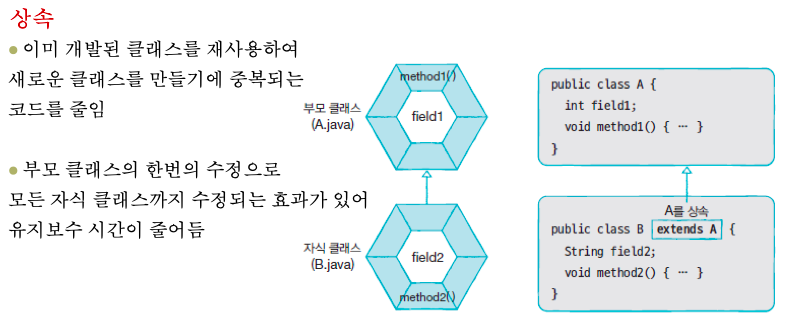 상속
● 이미 개발된 클래스를 재사용하여
새로운 클래스를 만들기에 중복되는
코드를 줄임
● 부모 클래스의 한번의 수정으로
모든 자식 클래스까지 수정되는 효과가 있어
유지보수 시간이 줄어듬
부모 클래스
(A.java)
method1( )
field1
자식 클래스
(B.java)
field2
method2( )
public class A {
int field1;
void method1() { … }
}
A를 상속
public class B extends A {
String field2;
void method2() { … }
}